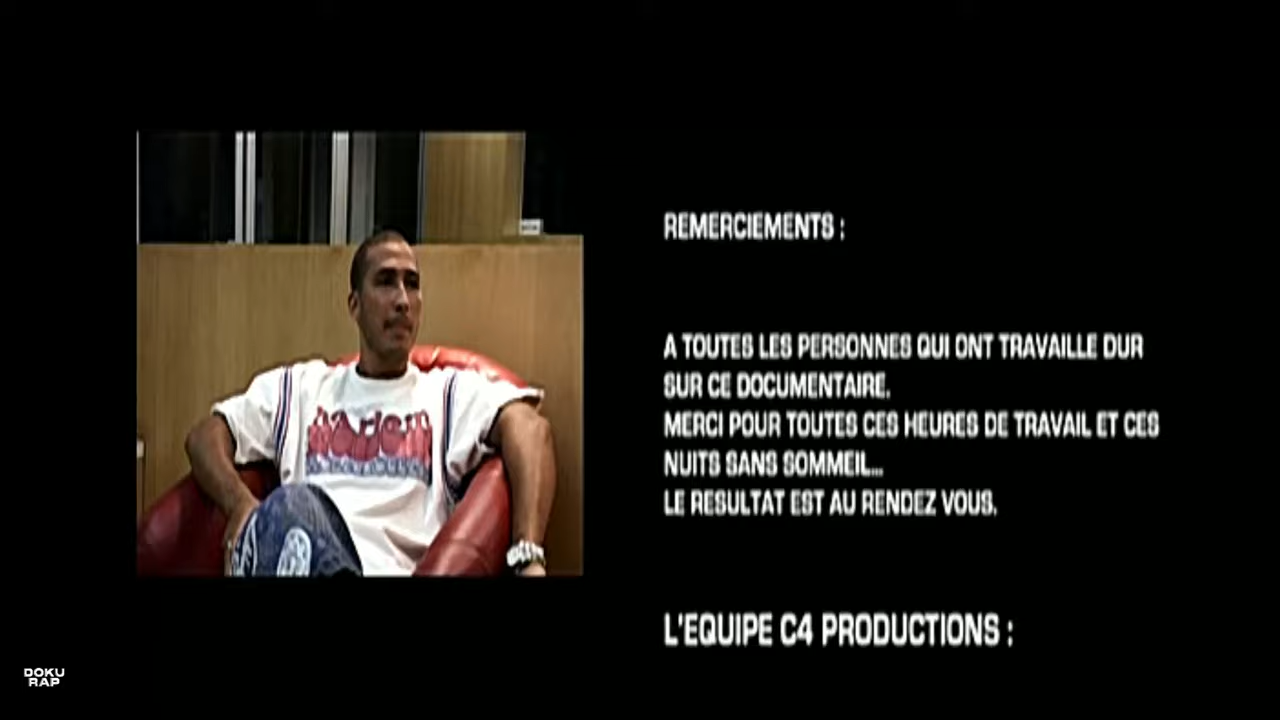 REMERCIEMENTS :
A TOUTES LES PERSONNES QUI ONT TRAVAILLE DUR
SUR CE DOCUMENTAIRE.
MERCI POUR TOUTES CES HEURES DE TRAVAIL ET CES
NUITS SANS SOMMEIL...
LE RESULTAT EST AU RENDEZ VOUS.
L'EQUIPE C4 PRODUCTIONS :
Harlem
DOKU
RAP